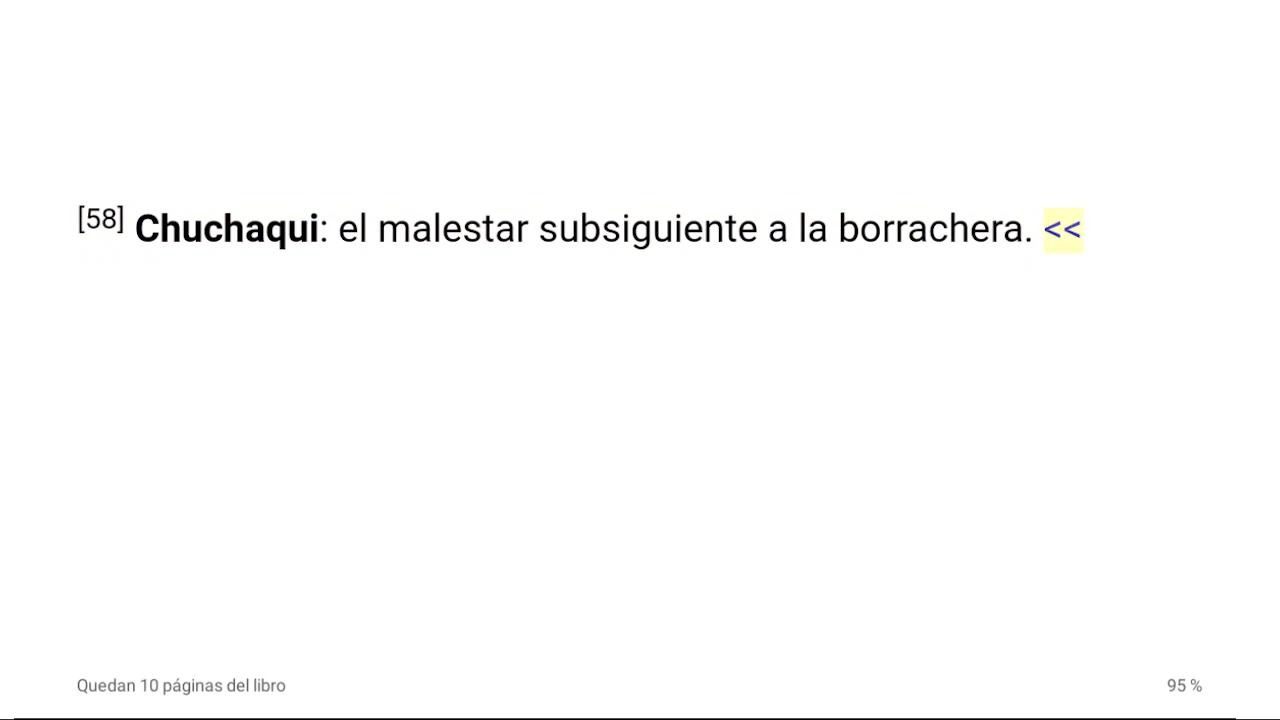 [58] Chuchaqui: el malestar subsiguiente a la borrachera. <<
Quedan 10 páginas del libro
95 %